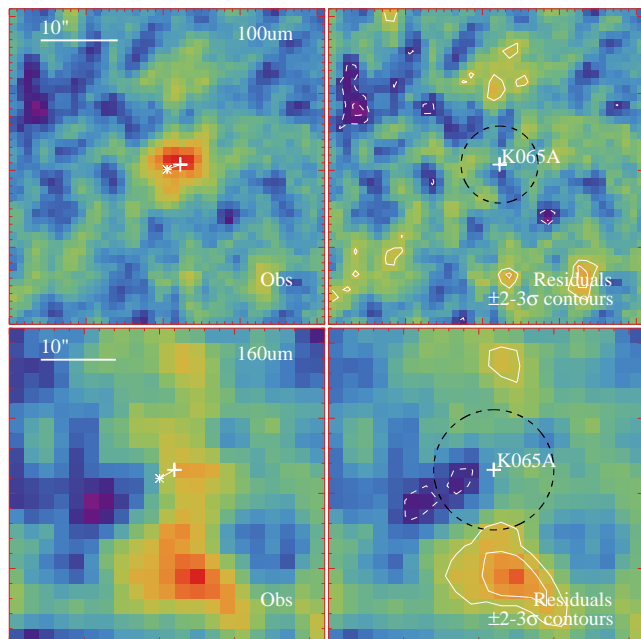 10"
100um
Obs
K065A
Residuals
±2-3σ contours
10"
160um
Obs
K065A
Residuals
±2-3σ contours